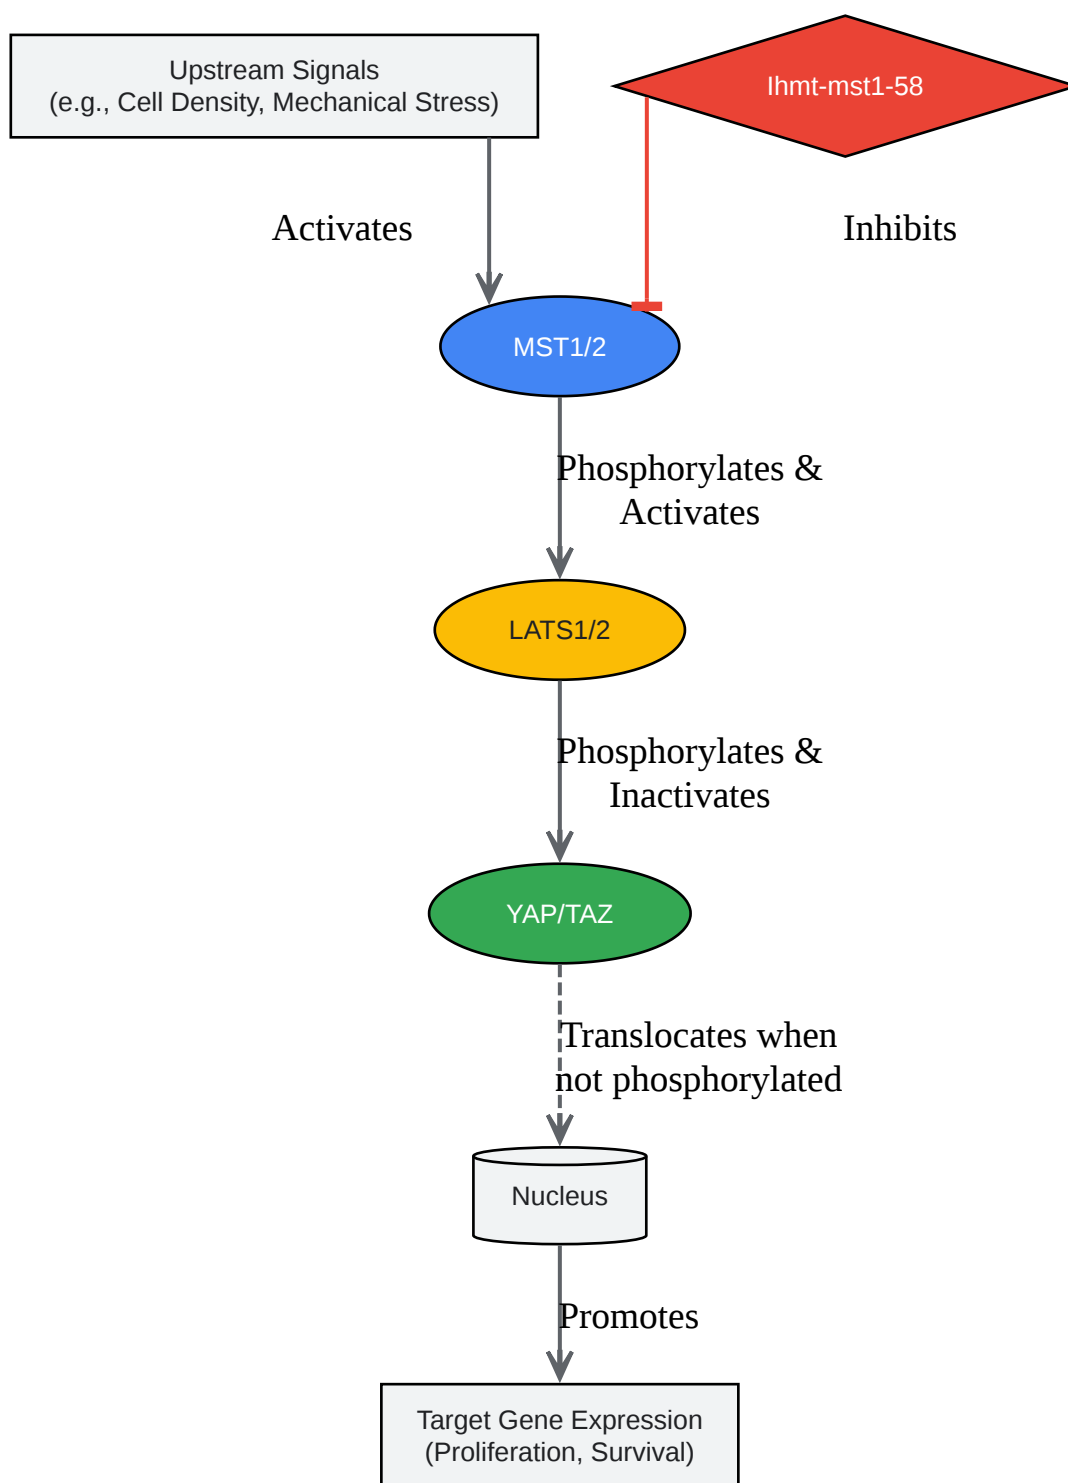 Upstream Signals
(e.g., Cell Density, Mechanical Stress)
Ihmt-mst1-58
Activates
Inhibits
MST1/2
Phosphorylates &
Activates
LATS1/2
Phosphorylates &
Inactivates
YAP/TAZ
Translocates when
not phosphorylated
Nucleus
Promotes
Target Gene Expression
(Proliferation, Survival)